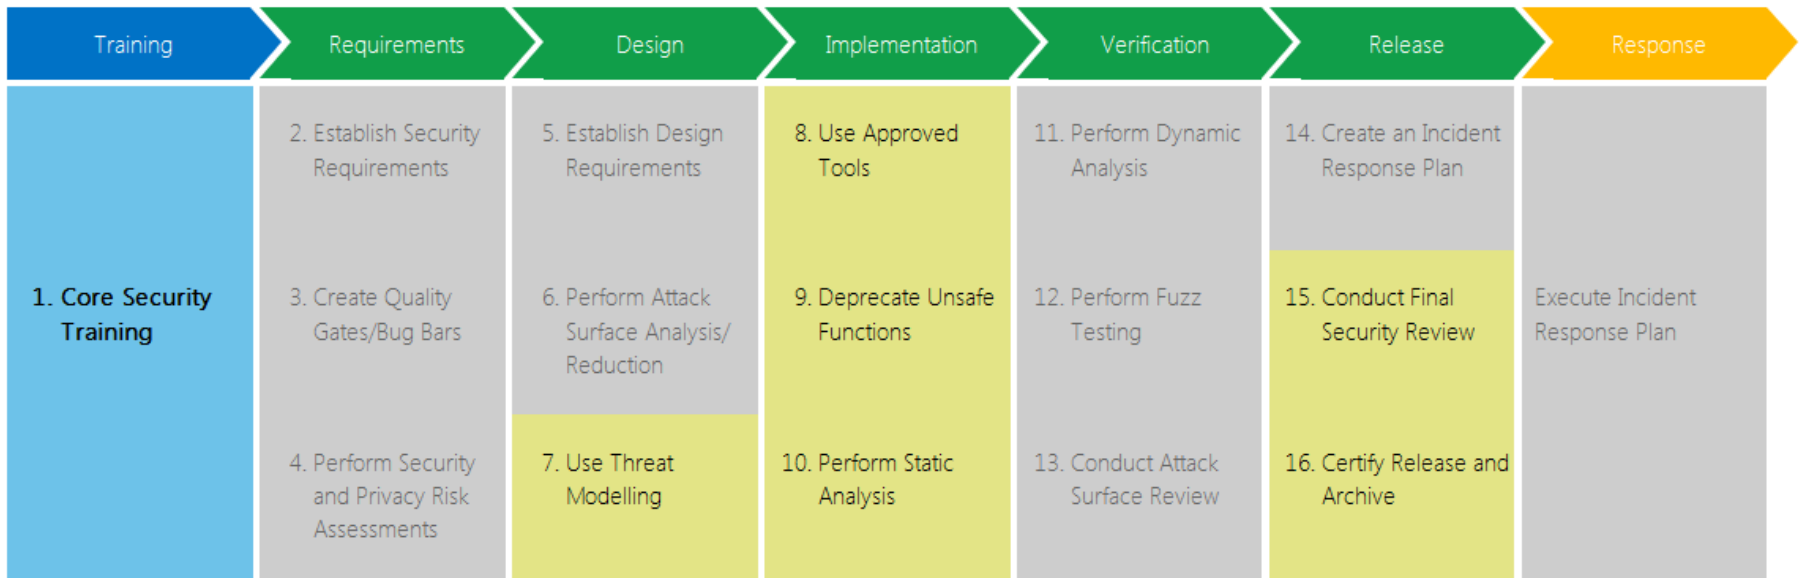 Training
Requirements
Design
Implementation
Verification
Release
Response
1. Core Security
Training
2. Establish Security
Requirements
3. Create Quality
Gates/Bug Bars
4. Perform Security
and Privacy Risk
Assessments
5. Establish Design
Requirements
6. Perform Attack
Surface Analysis/
Reduction
7. Use Threat
Modelling
8. Use Approved
Tools
9. Deprecate Unsafe
Functions
10. Perform Static
Analysis
11. Perform Dynamic
Analysis
12. Perform Fuzz
Testing
13. Conduct Attack
Surface Review
14. Create an Incident
Response Plan
15. Conduct Final
Security Review
16. Certify Release and
Archive
Execute Incident
Response Plan